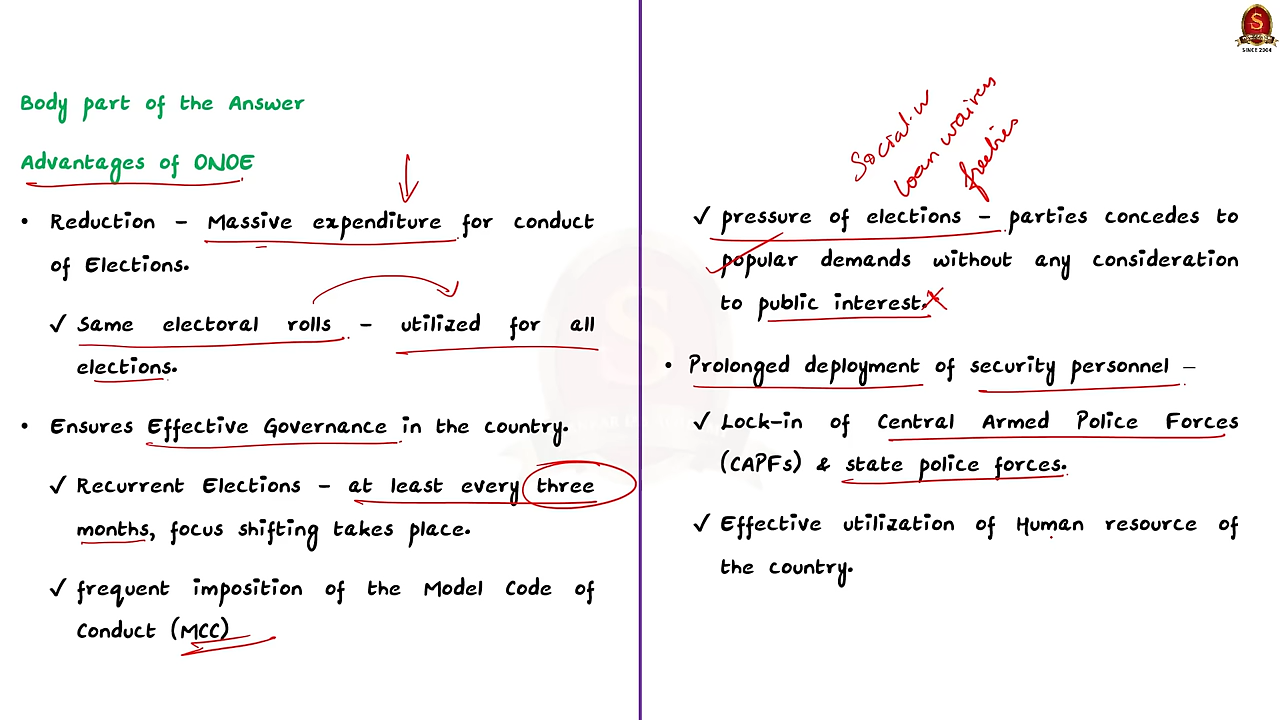 Body part of the Answer
Advantages of ONOE
• Reduction – Massive expenditure for conduct
of Elections.
✓ Same electoral rolls – utilized for all
elections.
• Ensures Effective Governance in the country.
✓ Recurrent Elections – at least every three
months, focus shifting takes place.
✓ frequent imposition of the Model Code of
Conduct (MCC)
Social.w
loan waivers
freebies
✓ pressure of elections – parties concedes to
popular demands without any consideration
to public interest.
• Prolonged deployment of security personnel –
✓ Lock-in of Central Armed Police Forces
(CAPFs) & state police forces.
✓ Effective utilization of Human resource of
the country.
S
SINCE 2004